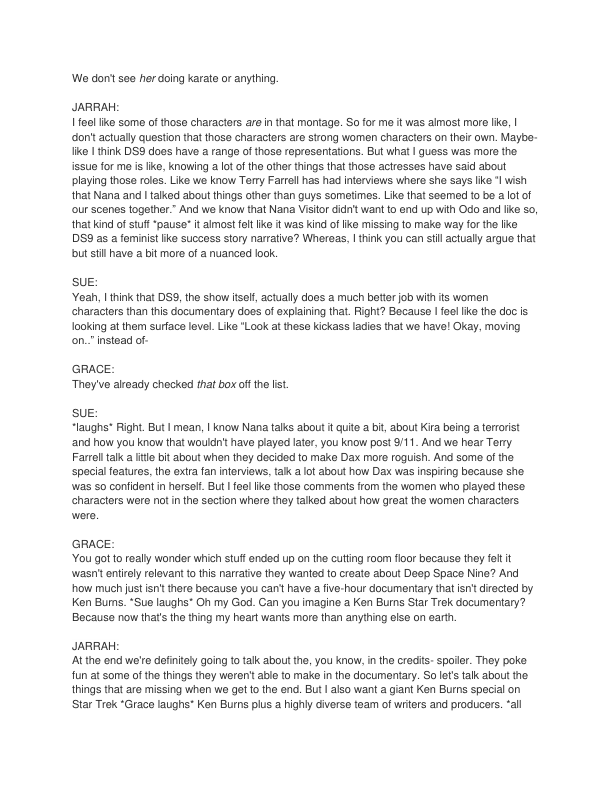 We don't see her doing karate or anything.
JARRAH:
I feel like some of those characters are in that montage. So for me it was almost more like, I
don't actually question that those characters are strong women characters on their own. Maybe-
like I think DS9 does have a range of those representations. But what I guess was more the
issue for me is like, knowing a lot of the other things that those actresses have said about
playing those roles. Like we know Terry Farrell has had interviews where she says like “I wish
that Nana and I talked about things other than guys sometimes. Like that seemed to be a lot of
our scenes together.” And we know that Nana Visitor didn't want to end up with Odo and like so,
that kind of stuff *pause* it almost felt like it was kind of like missing to make way for the like
DS9 as a feminist like success story narrative? Whereas, I think you can still actually argue that
but still have a bit more of a nuanced look.
SUE:
Yeah, I think that DS9, the show itself, actually does a much better job with its women
characters than this documentary does of explaining that. Right? Because I feel like the doc is
looking at them surface level. Like “Look at these kickass ladies that we have! Okay, moving
on..” instead of-
GRACE:
They've already checked that box off the list.
SUE:
*laughs* Right. But I mean, I know Nana talks about it quite a bit, about Kira being a terrorist
and how you know that wouldn't have played later, you know post 9/11. And we hear Terry
Farrell talk a little bit about when they decided to make Dax more roguish. And some of the
special features, the extra fan interviews, talk a lot about how Dax was inspiring because she
was so confident in herself. But I feel like those comments from the women who played these
characters were not in the section where they talked about how great the women characters
were.
GRACE:
You got to really wonder which stuff ended up on the cutting room floor because they felt it
wasn't entirely relevant to this narrative they wanted to create about Deep Space Nine? And
how much just isn't there because you can't have a five-hour documentary that isn't directed by
Ken Burns. *Sue laughs* Oh my God. Can you imagine a Ken Burns Star Trek documentary?
Because now that's the thing my heart wants more than anything else on earth.
JARRAH:
At the end we're definitely going to talk about the, you know, in the credits- spoiler. They poke
fun at some of the things they weren't able to make in the documentary. So let's talk about the
things that are missing when we get to the end. But I also want a giant Ken Burns special on
Star Trek *Grace laughs* Ken Burns plus a highly diverse team of writers and producers. *all